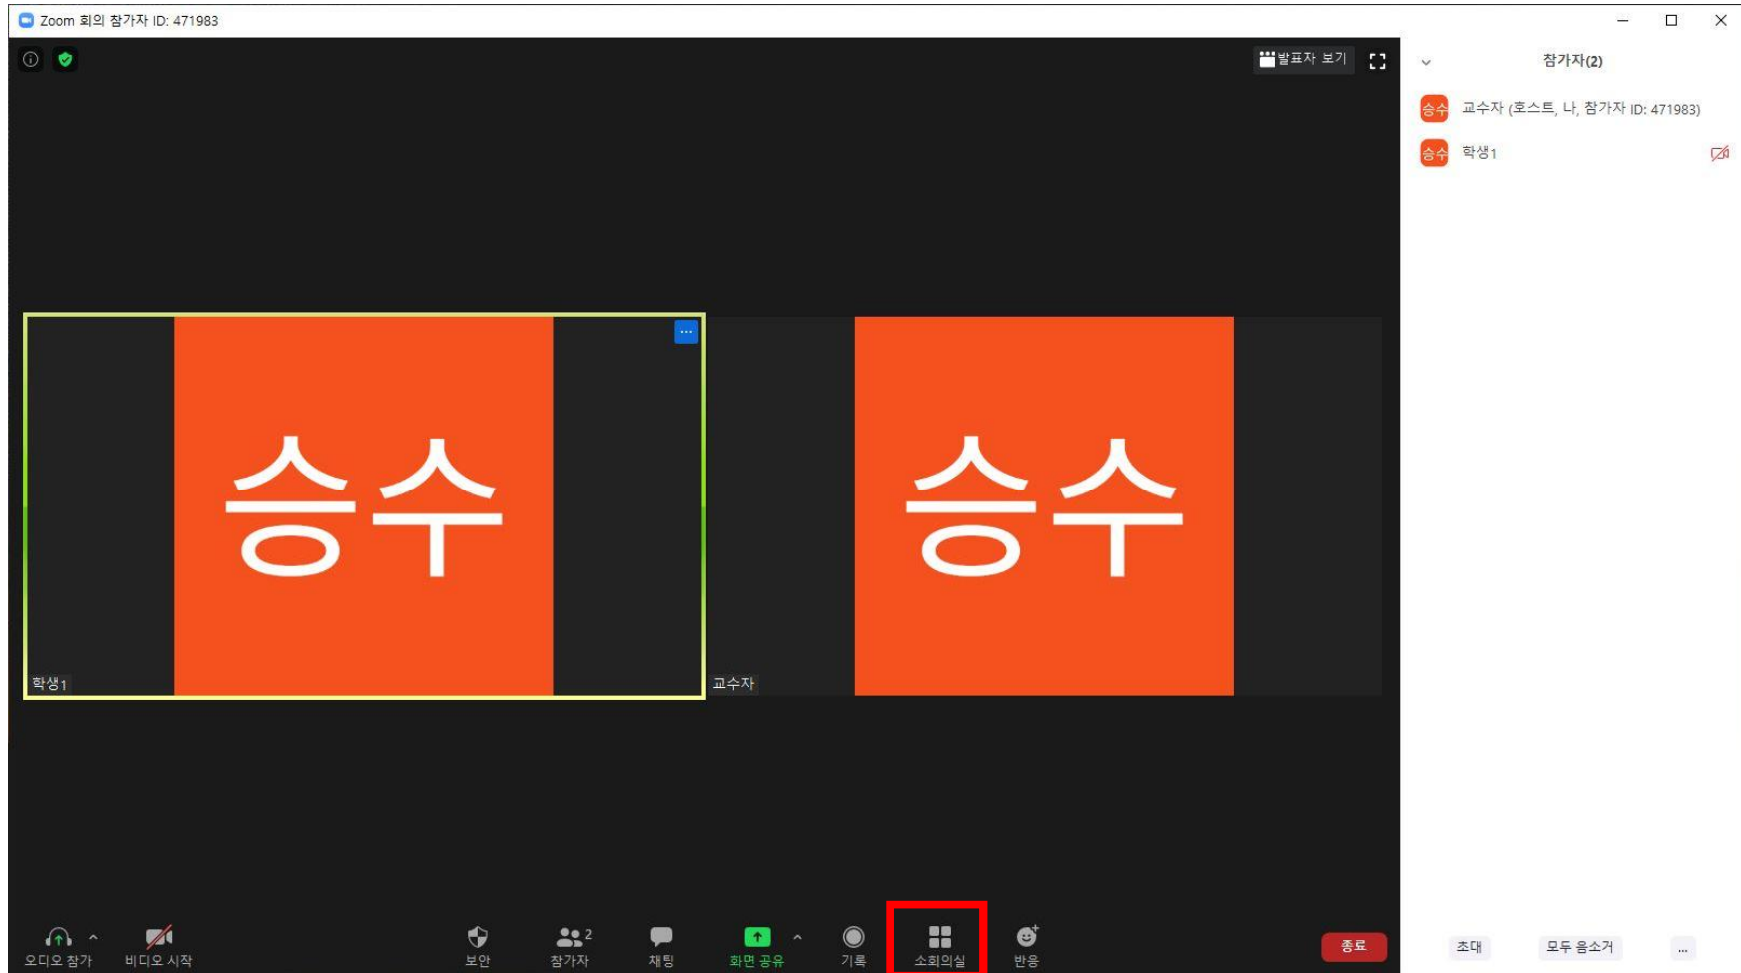 Zoom 회의 참가자 ID: 471983
발표자 보기
참가자(2)
승수 교수자 (호스트, 나, 참가자 ID: 471983)
승수 학생1
승수
학생1
승수
교수자
오디오 참가
비디오 시작
보안
참가자 2
채팅
화면 공유
기록
소회의실
반응
종료
초대
모두 음소거
...